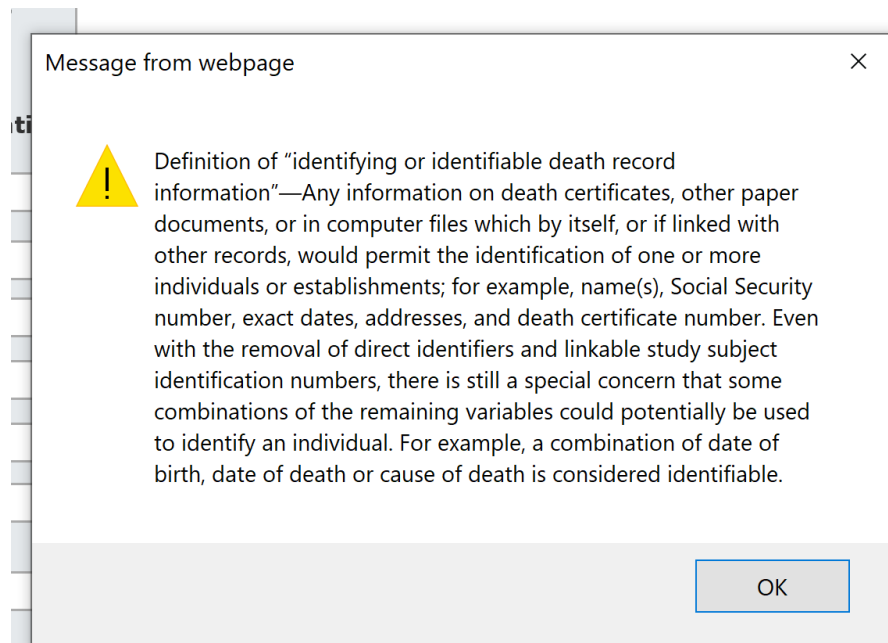 Message from webpage
ti
Definition of “identifying or identifiable death record
information”—Any information on death certificates, other paper
documents, or in computer files which by itself, or if linked with
other records, would permit the identification of one or more
individuals or establishments; for example, name(s), Social Security
number, exact dates, addresses, and death certificate number. Even
with the removal of direct identifiers and linkable study subject
identification numbers, there is still a special concern that some
combinations of the remaining variables could potentially be used
to identify an individual. For example, a combination of date of
birth, date of death or cause of death is considered identifiable.
OK